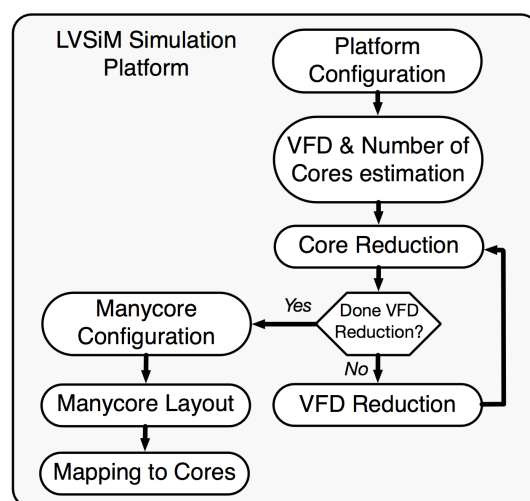 LVSiM Simulation
Platform
Platform
Configuration
VFD & Number of
Cores estimation
Core Reduction
Done VFD
Reduction?
Yes
No
Manycore
Configuration
VFD Reduction
Manycore Layout
Mapping to Cores